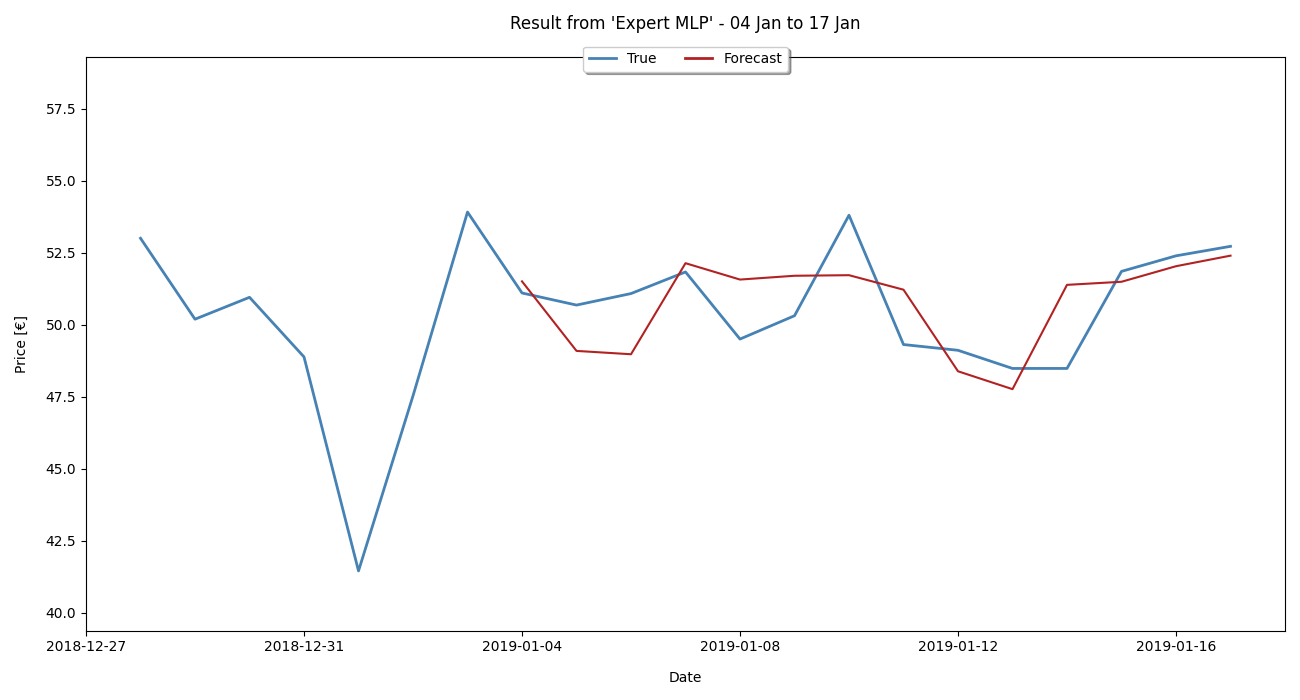 Result from 'Expert MLP' - 04 Jan to 17 Jan
True
Forecast
57.5
55.0
52.5
50.0
47.5
45.0
42.5
40.0
Price [€]
2018-12-27
2018-12-31
2019-01-04
2019-01-08
2019-01-12
2019-01-16
Date